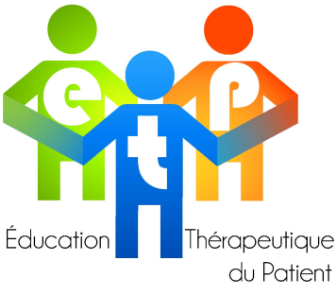 etp
Éducation Thérapeutique
du Patient